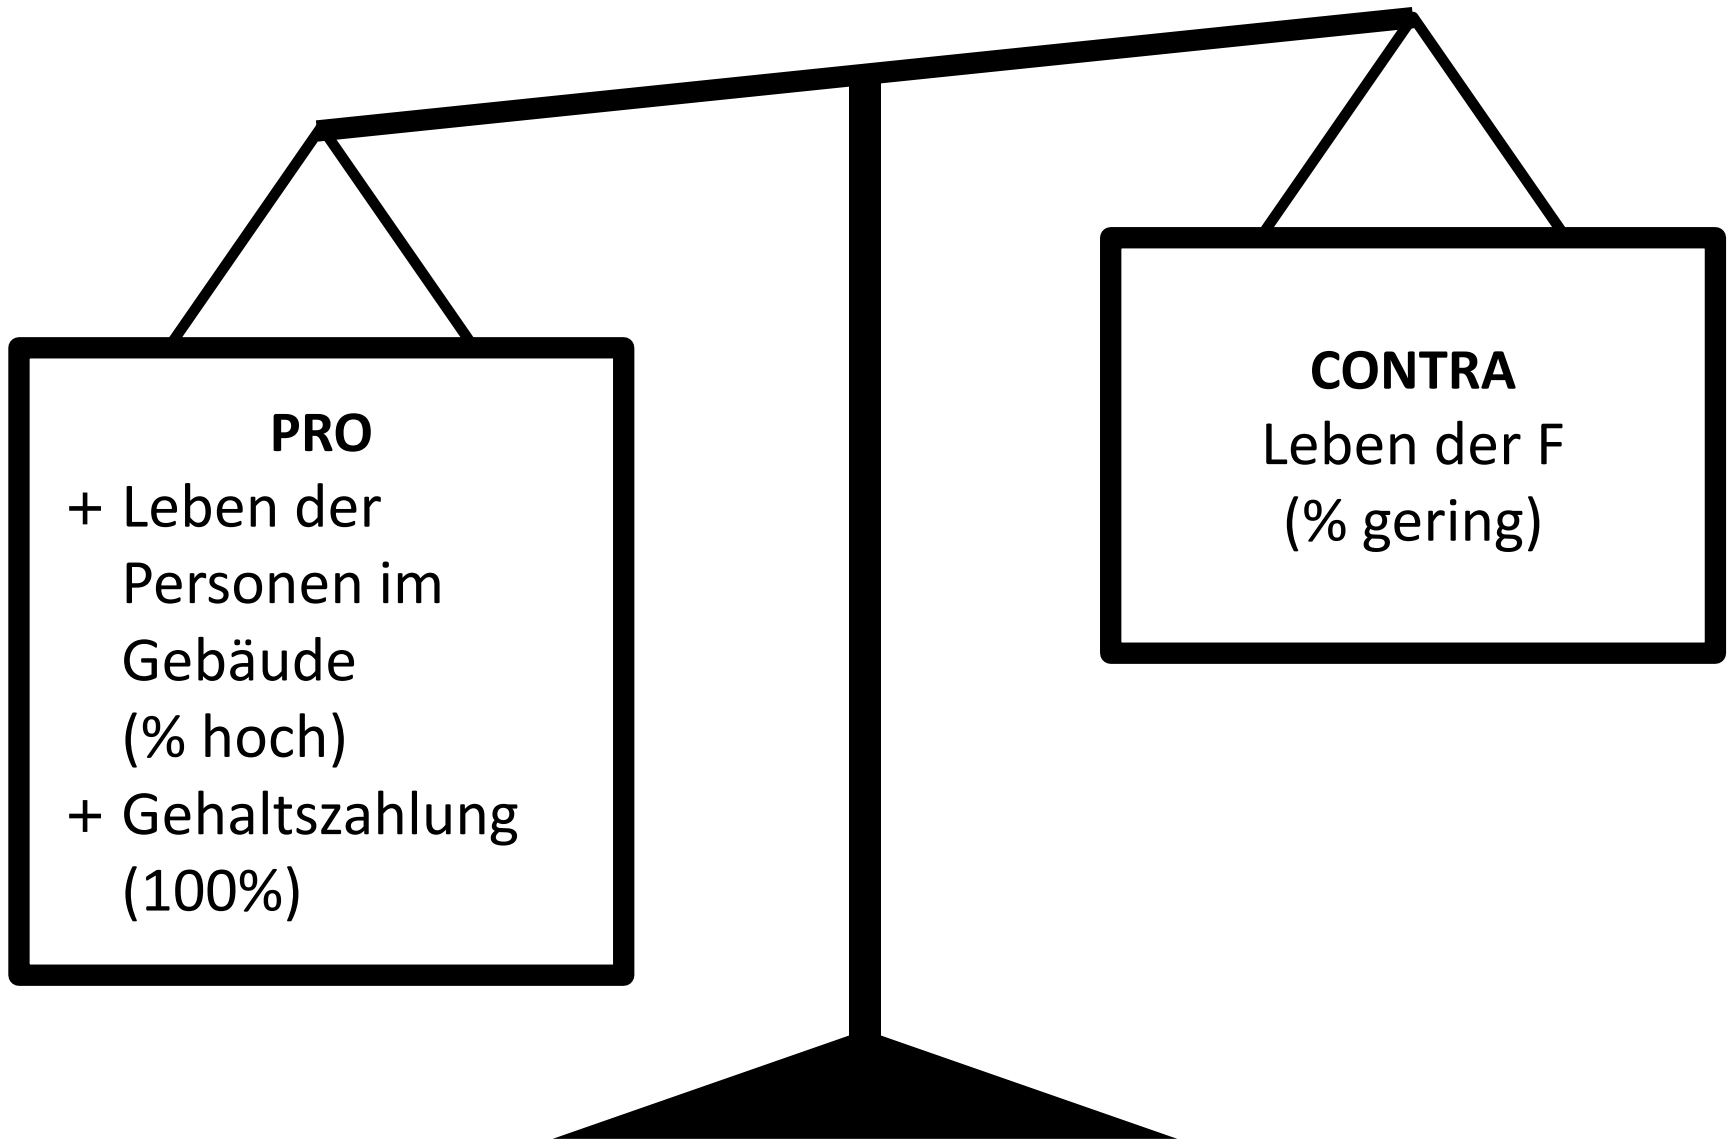 PRO
+ Leben der
Personen im
Gebäude
(% hoch)
+ Gehaltszahlung
(100%)
CONTRA
Leben der F
(% gering)